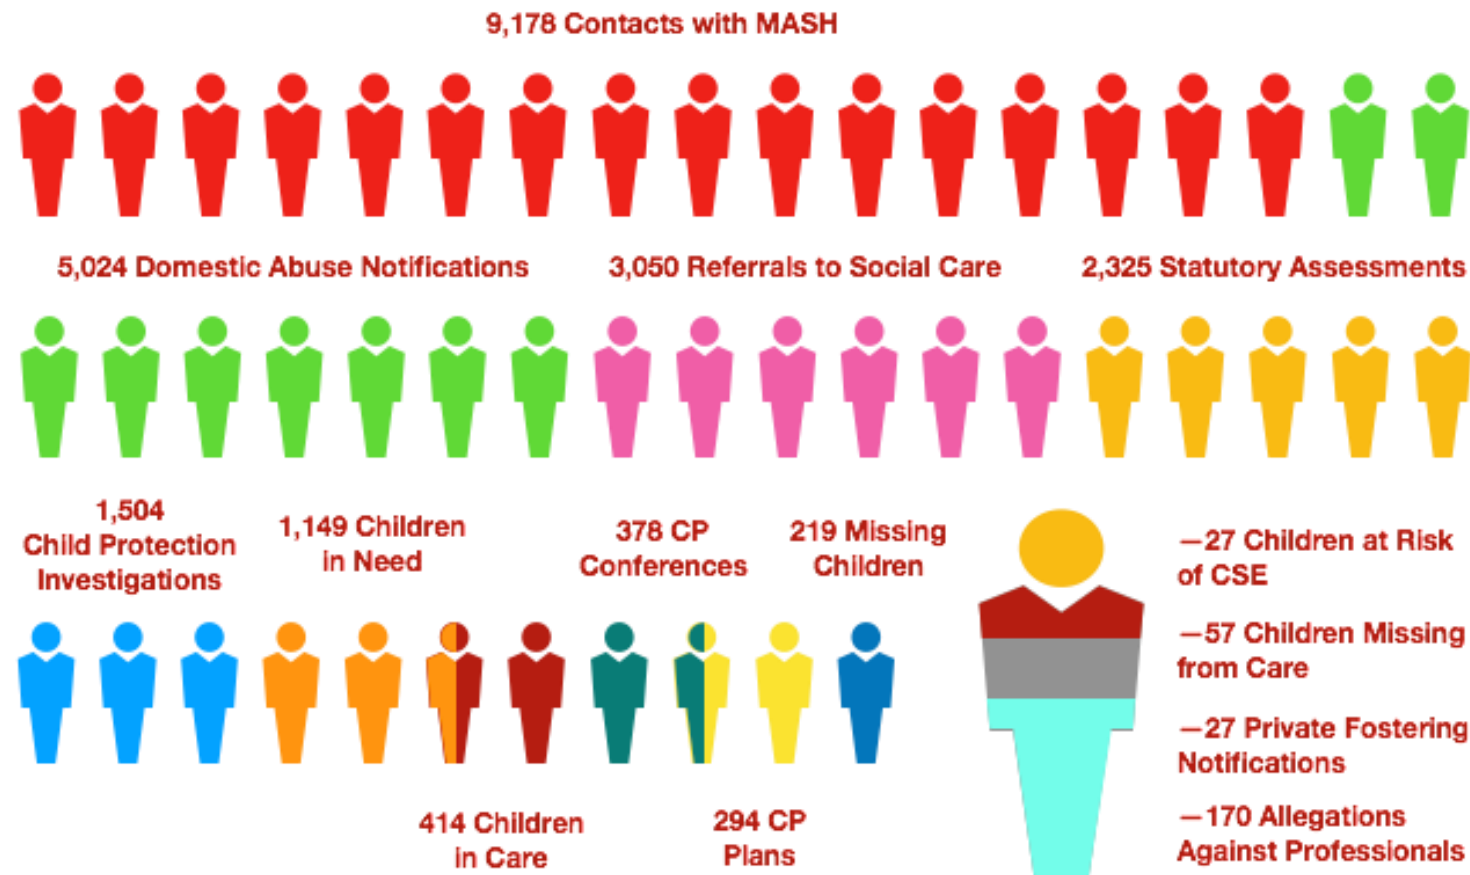 9,178 Contacts with MASH
5,024 Domestic Abuse Notifications
3,050 Referrals to Social Care
2,325 Statutory Assessments
1,504
Child Protection
Investigations
1,149 Children
in Need
378 CP
Conferences
219 Missing
Children
—27 Children at Risk
of CSE
—57 Children Missing
from Care
—27 Private Fostering
Notifications
—170 Allegations
Against Professionals
414 Children
in Care
294 CP
Plans